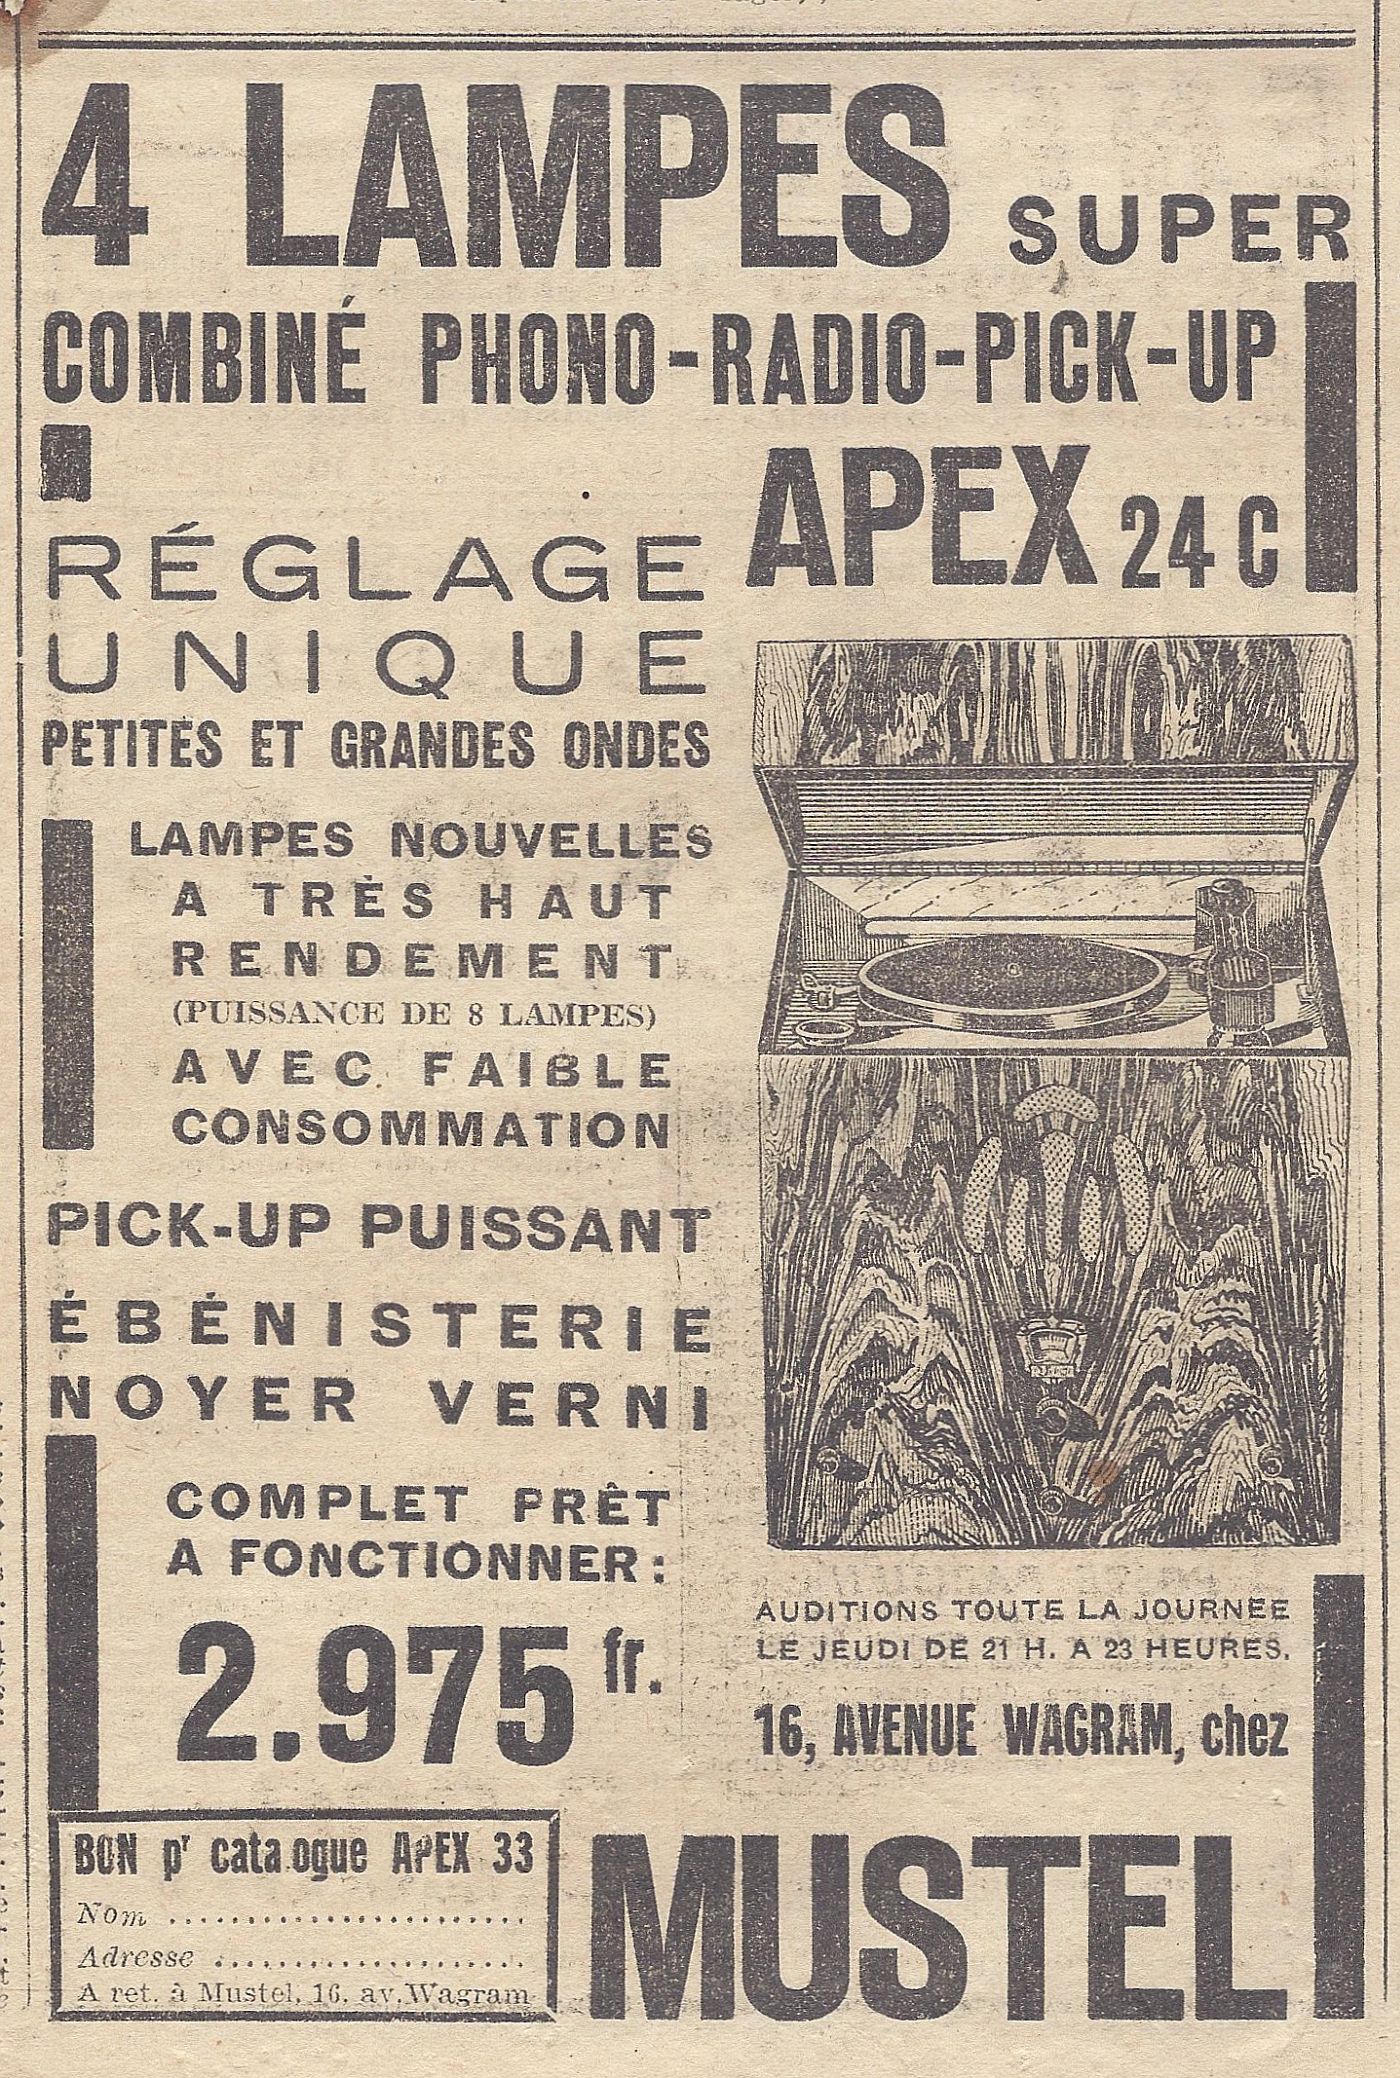 4 LAMPES SUPER
COMBINÉ PHONO-RADIO-PICK-UP
APEX 24 C
RÉGLAGE
UNIQUE
PETITES ET GRANDES ONDES
LAMPES NOUVELLES
A TRÈS HAUT
RENDEMENT
(PUISSANCE DE 8 LAMPES)
AVEC FAIBLE
CONSOMMATION
PICK-UP PUISSANT
ÉBÉNISTERIE
NOYER VERNI
COMPLET PRÊT
A FONCTIONNER :
2.975 fr.
AUDITIONS TOUTE LA JOURNÉE
LE JEUDI DE 21 H. A 23 HEURES.
16, AVENUE WAGRAM, chez
MUSTEL
BON pr cata ogue APEX 33
Nom
Adresse
A ret. à Mustel, 16, av. Wagram